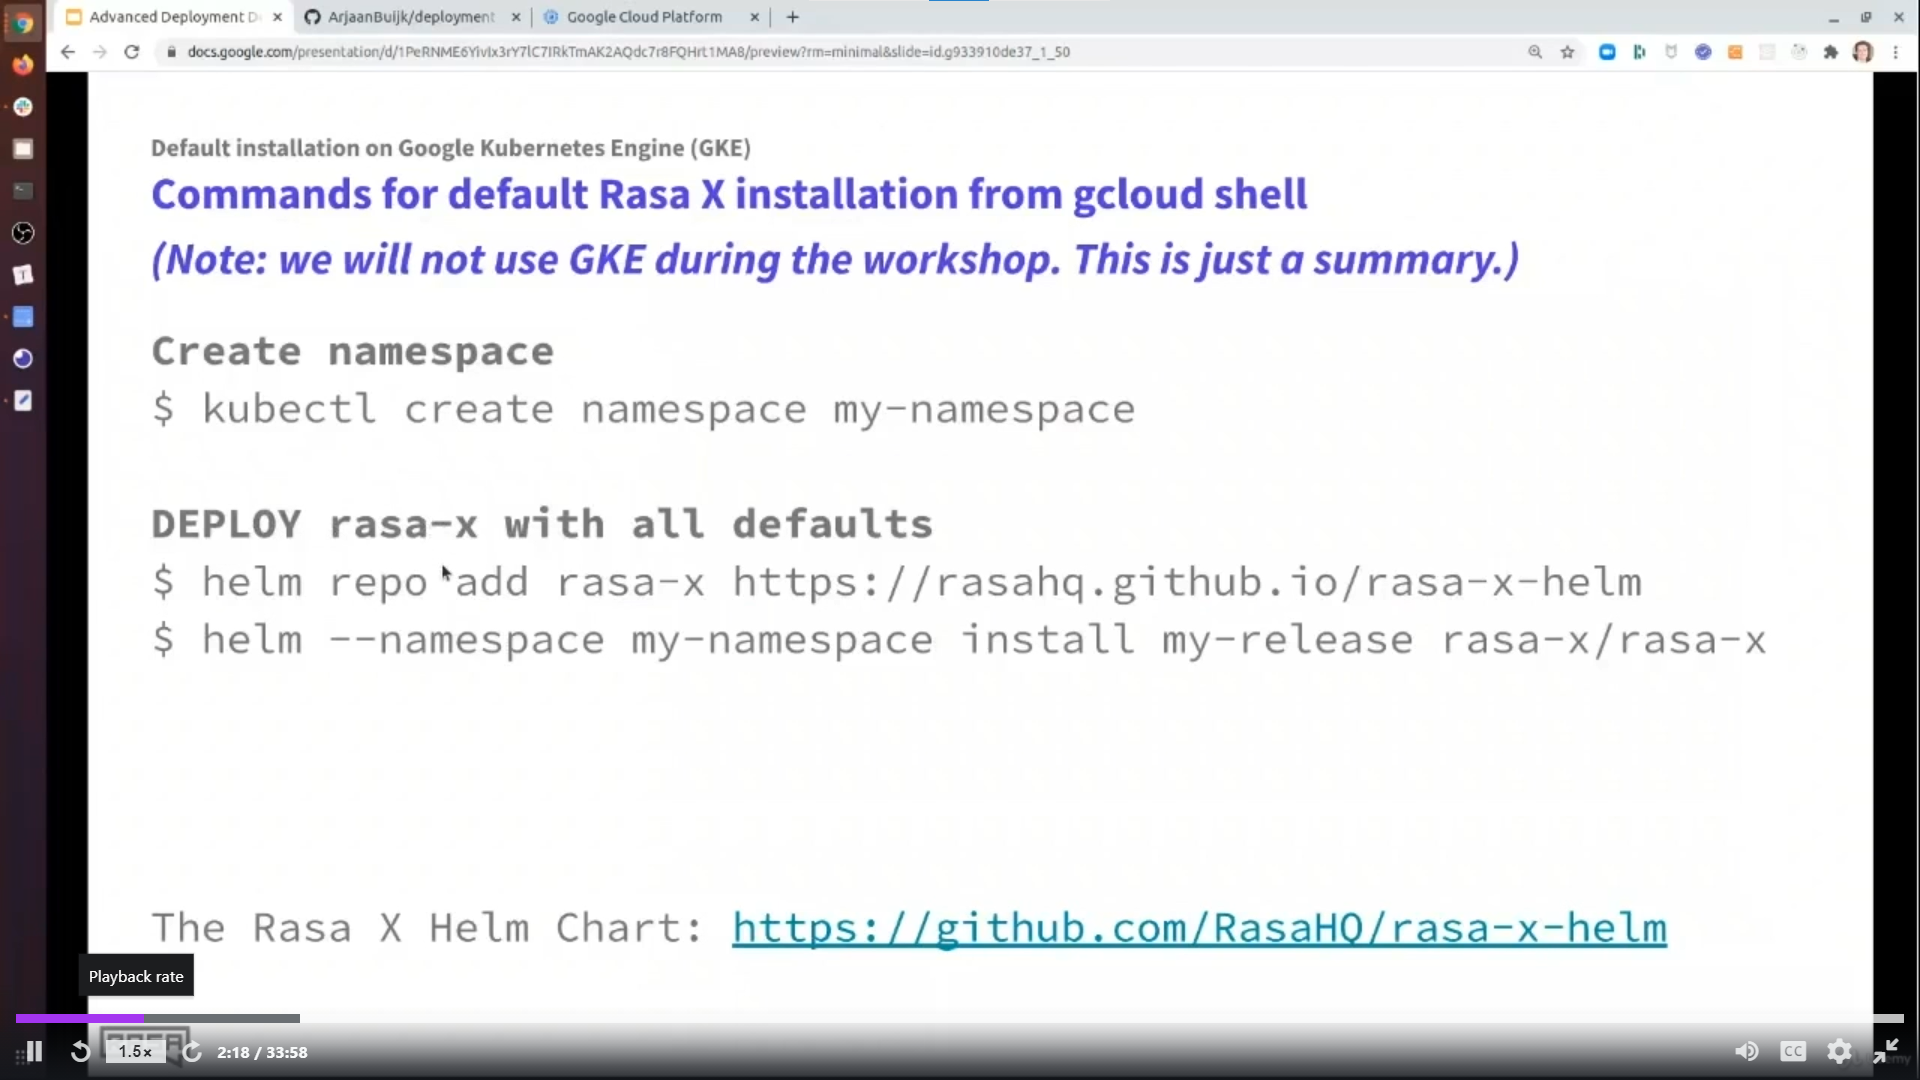 Advanced Deployment D
ArjaanBuijk/deployment
Google Cloud Platform
docs.google.com/presentation/d/1PeRNME6YivIx3rY7lC7IRkTmAK2AQdc7r8FQHrL1MA8/preview?rm=minimal&slide=id.g933910de37_1_50
Default installation on Google Kubernetes Engine (GKE)
Commands for default Rasa X installation from gcloud shell
(Note: we will not use GKE during the workshop. This is just a summary.)
Create namespace
$ kubectl create namespace my-namespace
DEPLOY rasa-x with all defaults
$ helm repo add rasa-x https://rasahq.github.io/rasa-x-helm
$ helm --namespace my-namespace install my-release rasa-x/rasa-x
The Rasa X Helm Chart: https://github.com/RasaHQ/rasa-x-helm
Playback rate
1.5×
2:18 / 33:58
CC